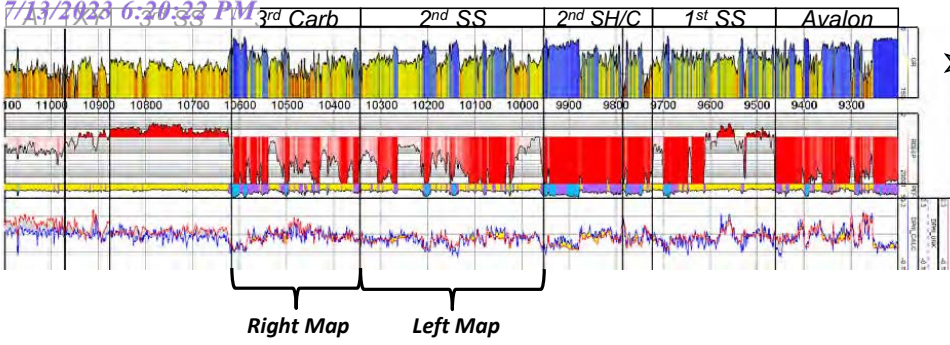 7/13/2023 6:20:22 PM
3rd Carb 2nd SS 2nd SH/C 1st SS Avalon
GR
100 11000 10900 10800 10700 10600 10500 10400 10300 10200 10100 10000 9900 9800 9700 9600 9500 9400 9300
Right Map Left Map